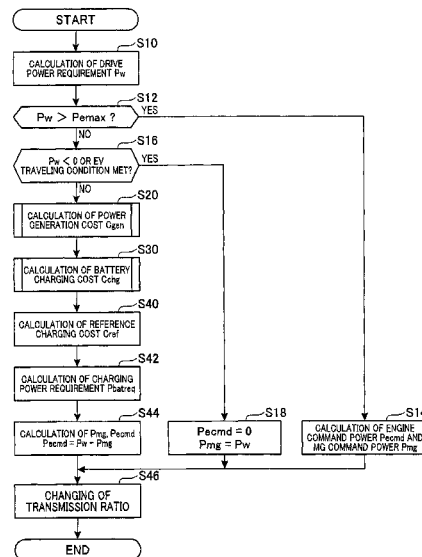 START
S10
CALCULATION OF DRIVE
POWER REQUIREMENT Pw
S12
Pw > Pemax ?
YES
NO
S16
Pw < 0 OR EV
TRAVELING CONDITION MET?
YES
NO
S20
CALCULATION OF POWER
GENERATION COST Cgen
S30
CALCULATION OF BATTERY
CHARGING COST Cchg
S40
CALCULATION OF REFERENCE
CHARGING COST Cref
S42
CALCULATION OF CHARGING
POWER REQUIREMENT Pbatreq
S44
CALCULATION OF Pmg, Pecmd
Pecmd = Pw - Pmg
S18
Pecmd = 0
Pmg = Pw
S14
CALCULATION OF ENGINE
COMMAND POWER Pecmd AND
MG COMMAND POWER Pmg
S46
CHANGING OF
TRANSMISSION RATIO
END